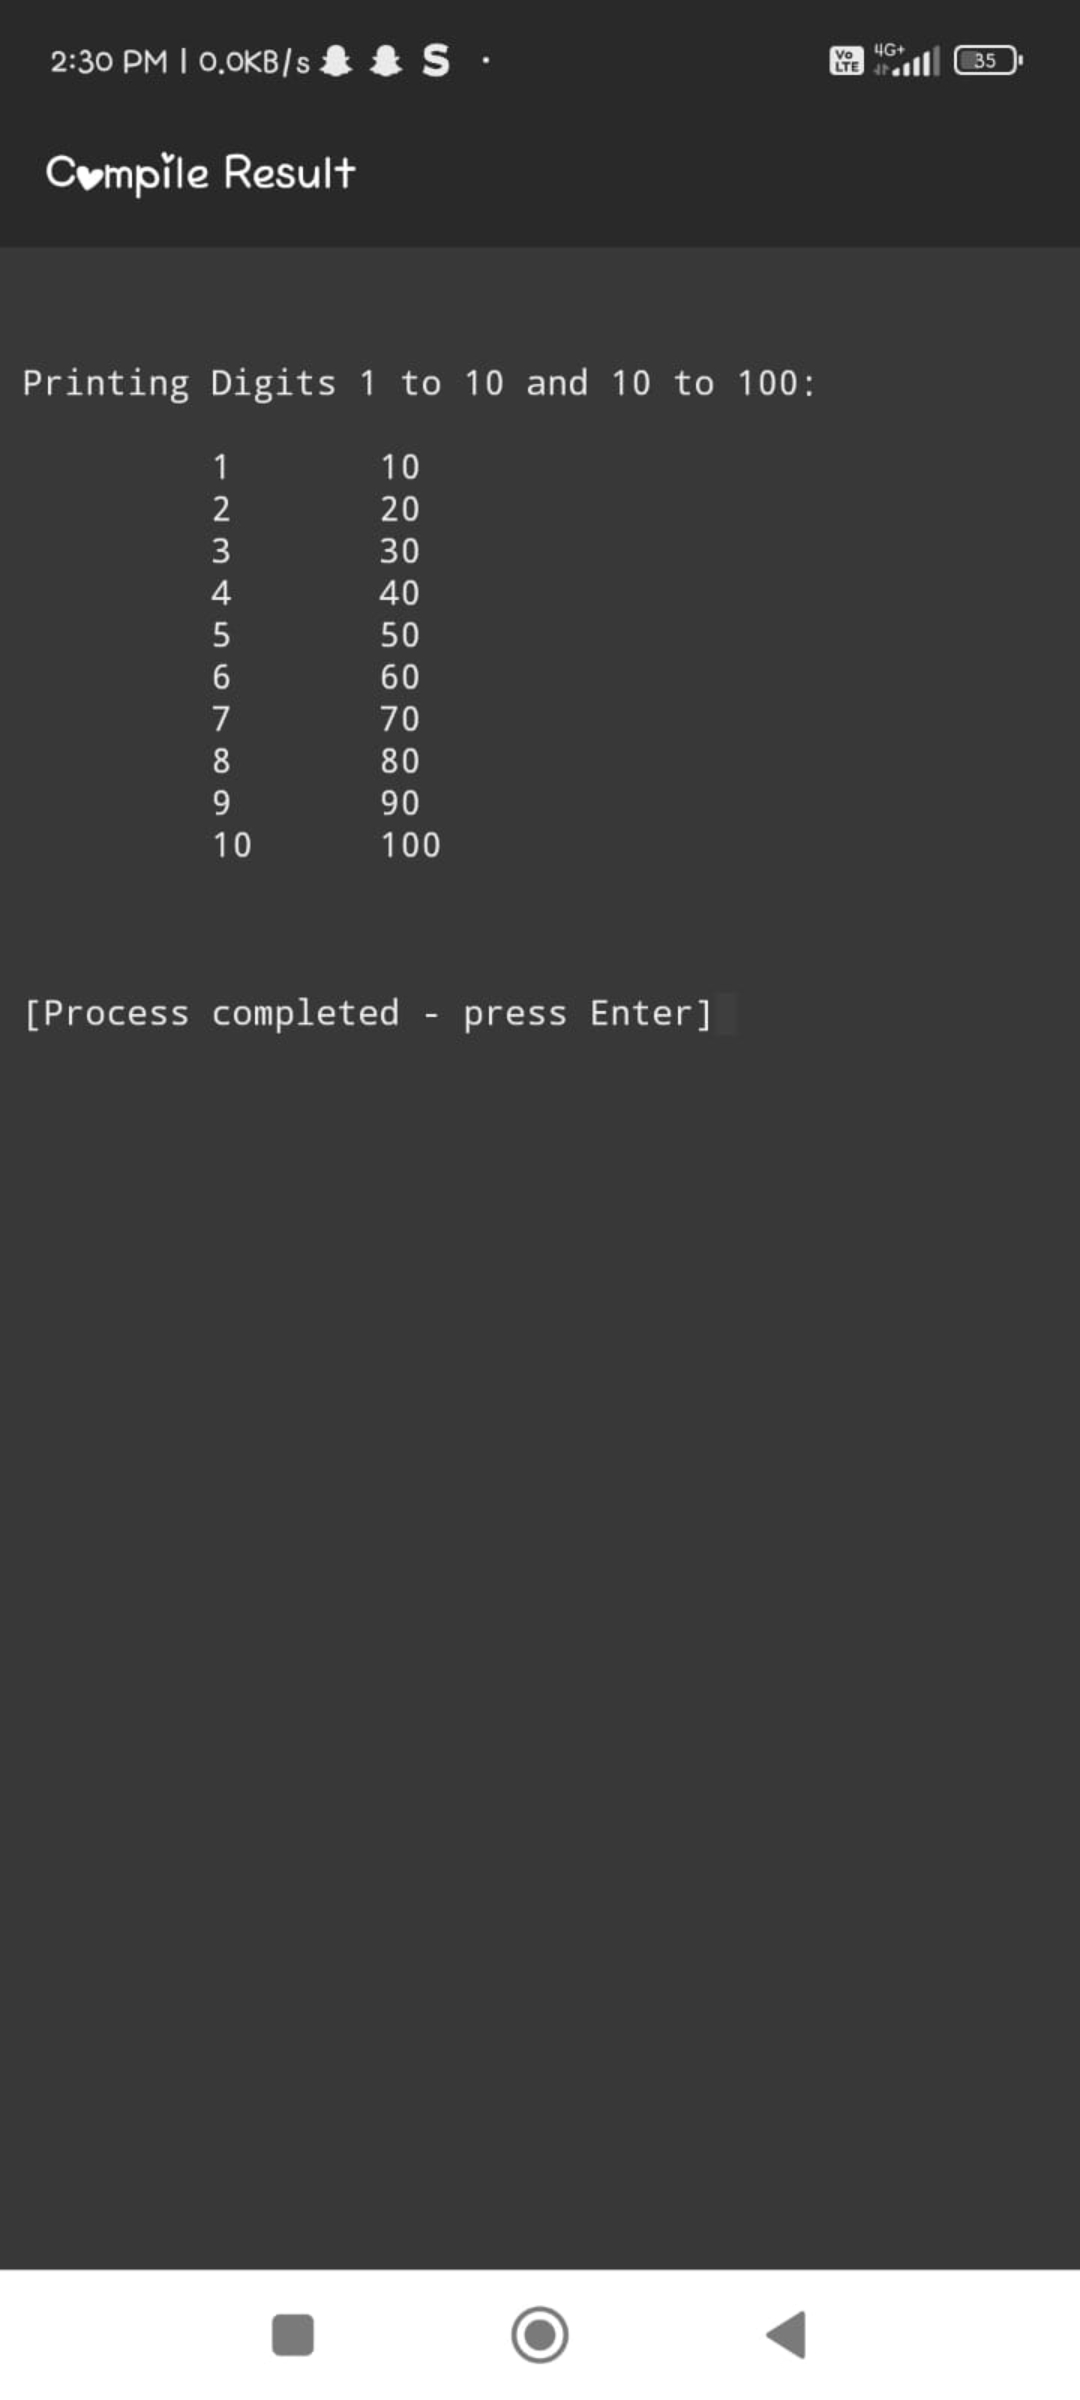 2:30 PM | 0.0KB/s S
Vo LTE 4G+ 35
Compile Result
Printing Digits 1 to 10 and 10 to 100:
1 10
2 20
3 30
4 40
5 50
6 60
7 70
8 80
9 90
10 100
[Process completed - press Enter]